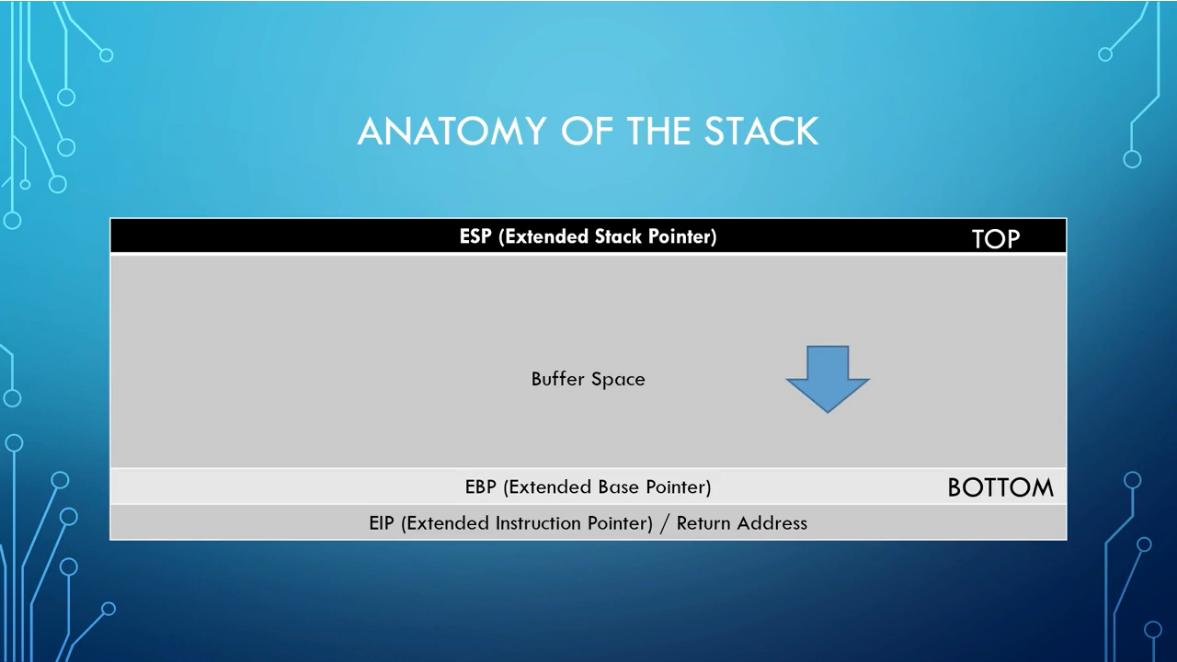 ANATOMY OF THE STACK
ESP (Extended Stack Pointer) TOP
Buffer Space
EBP (Extended Base Pointer) BOTTOM
EIP (Extended Instruction Pointer) / Return Address